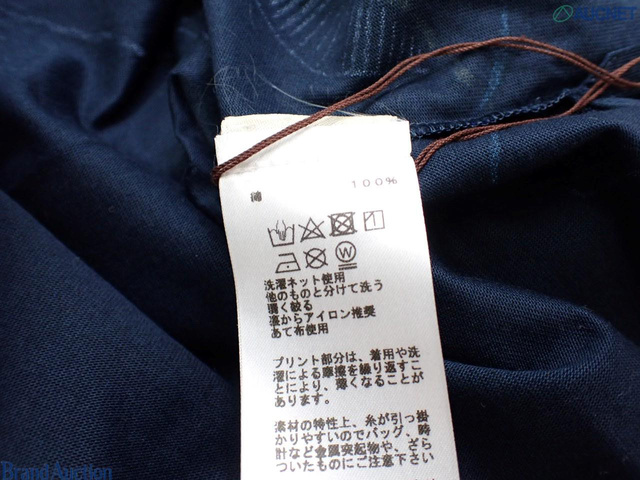 AUCNET
綿 100%
W
洗濯ネット使用
他のものと分けて洗う
弱く絞る
裏からアイロン推奨
あて布使用
プリント部分は、着用や洗
濯による摩擦を繰り返すこ
とにより、薄くなることが
あります。
素材の特性上、糸が引っ掛
かりやすいのでバッグ、時
計など金属突起物や、ざら
ついたものにご注意下さい
Brand Auction